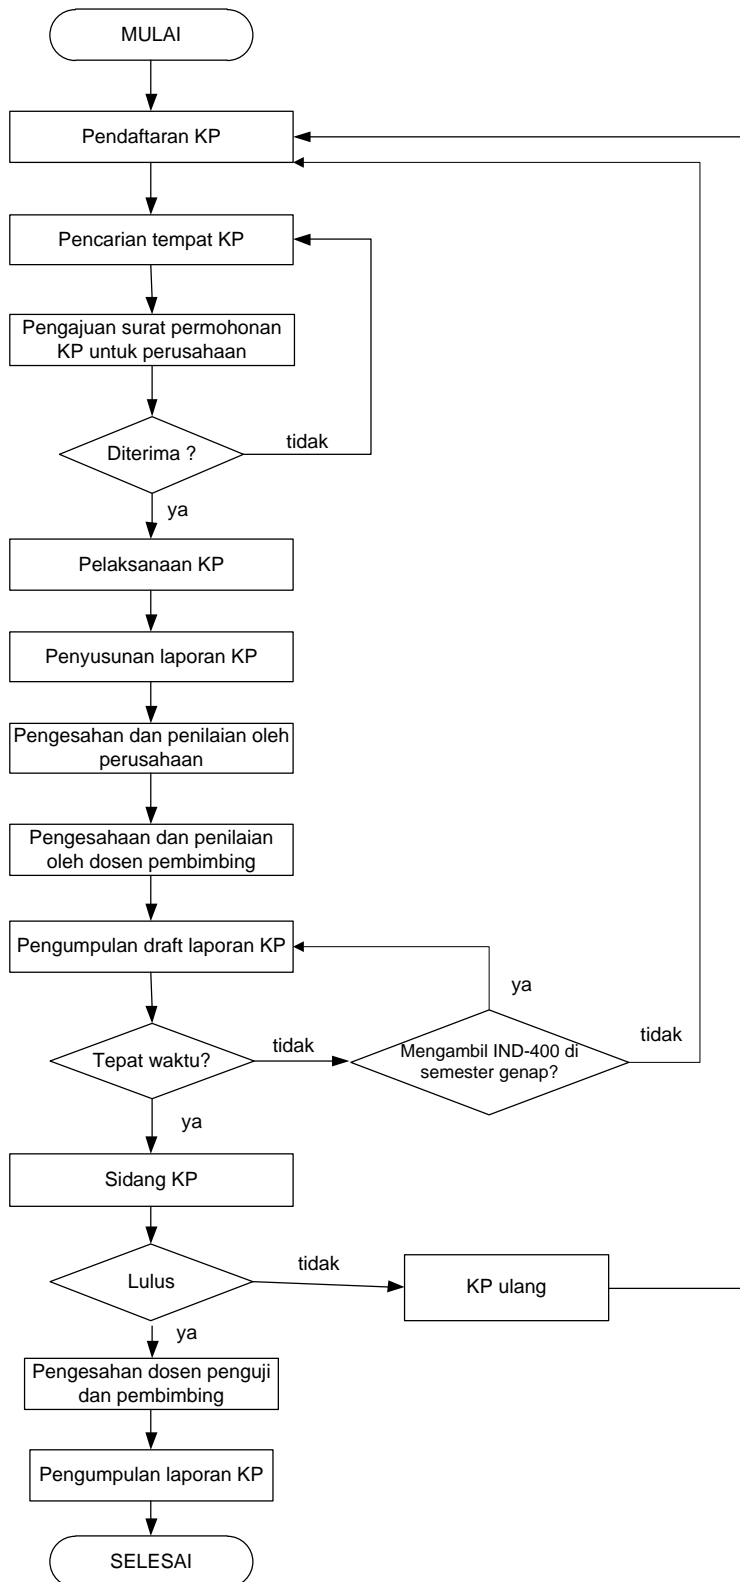 MULAI
Pendaftaran KP
Pencarian tempat KP
Pengajuan surat permohonan
KP untuk perusahaan
Diterima ?
tidak
ya
Pelaksanaan KP
Penyusunan laporan KP
Pengesahan dan penilaian oleh
perusahaan
Pengesahaan dan penilaian
oleh dosen pembimbing
Pengumpulan draft laporan KP
ya
Tepat waktu?
tidak
Mengambil IND-400 di
semester genap?
tidak
ya
Sidang KP
Lulus
tidak
KP ulang
ya
Pengesahan dosen penguji
dan pembimbing
Pengumpulan laporan KP
SELESAI